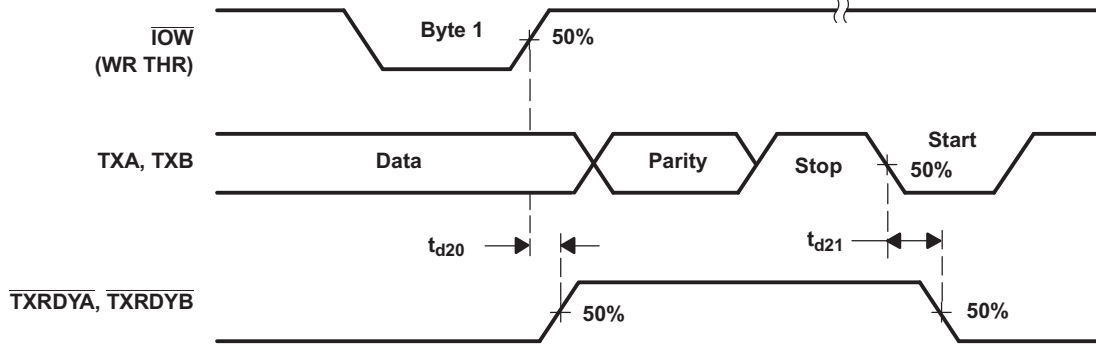 IOW
(WR THR)
Byte 1
50%
TXA, TXB
Data
Parity
Stop
Start
50%
td20
td21
TXRDYA, TXRDYB
50%
50%